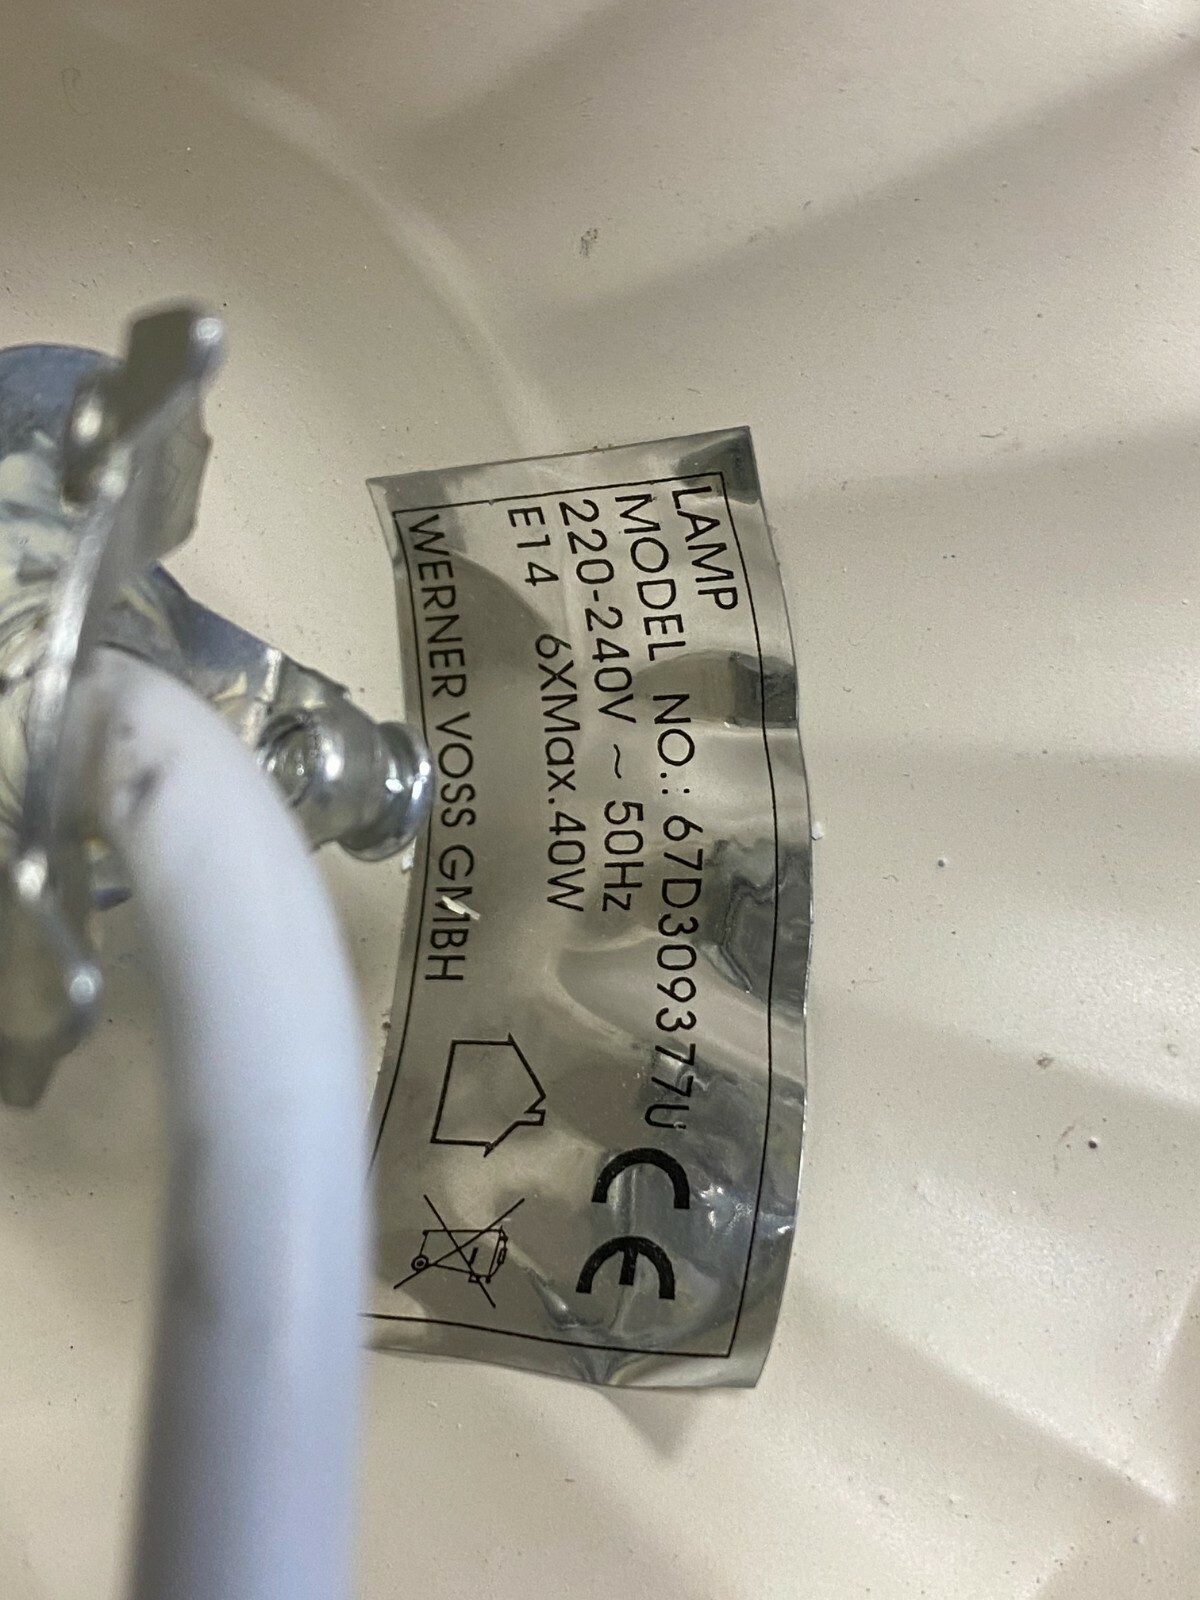 LAMP
MODEL NO.: 67D309377U
220-240V ~ 50Hz
E14 6XMax.40W
WERNER VOSS GMBH
CE